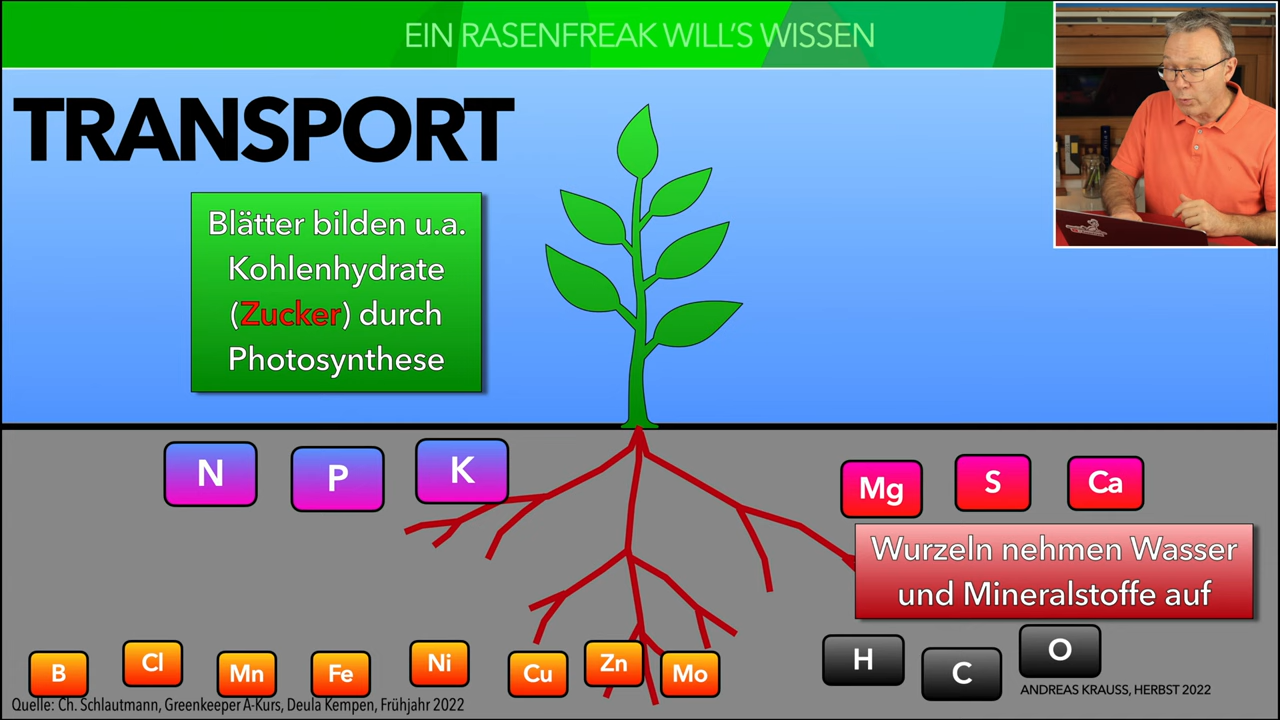 EIN RASENFREAK WILL'S WISSEN
TRANSPORT
Blätter bilden u.a.
Kohlenhydrate
(Zucker) durch
Photosynthese
N P K
Mg S Ca
Wurzeln nehmen Wasser
und Mineralstoffe auf
B Cl Mn Fe Ni Cu Zn Mo
H C O
ANDREAS KRAUSS, HERBST 2022
Quelle: Ch. Schlautmann, Greenkeeper A-Kurs, Deula Kempen, Frühjahr 2022